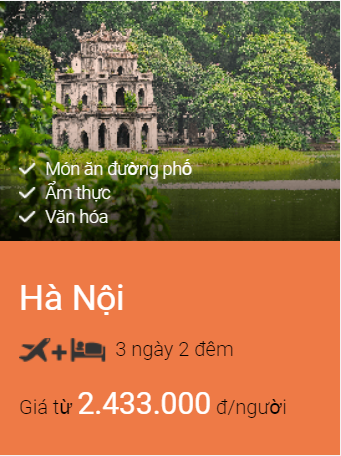 Món ăn đường phố
Ẩm thực
Văn hóa
Hà Nội
3 ngày 2 đêm
Giá từ 2.433.000 đ/người